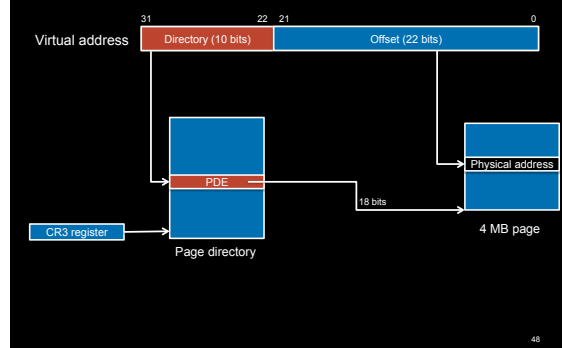 31 22 21 0
Virtual address Directory (10 bits) Offset (22 bits)
Physical address
PDE
18 bits
CR3 register
4 MB page
Page directory
48